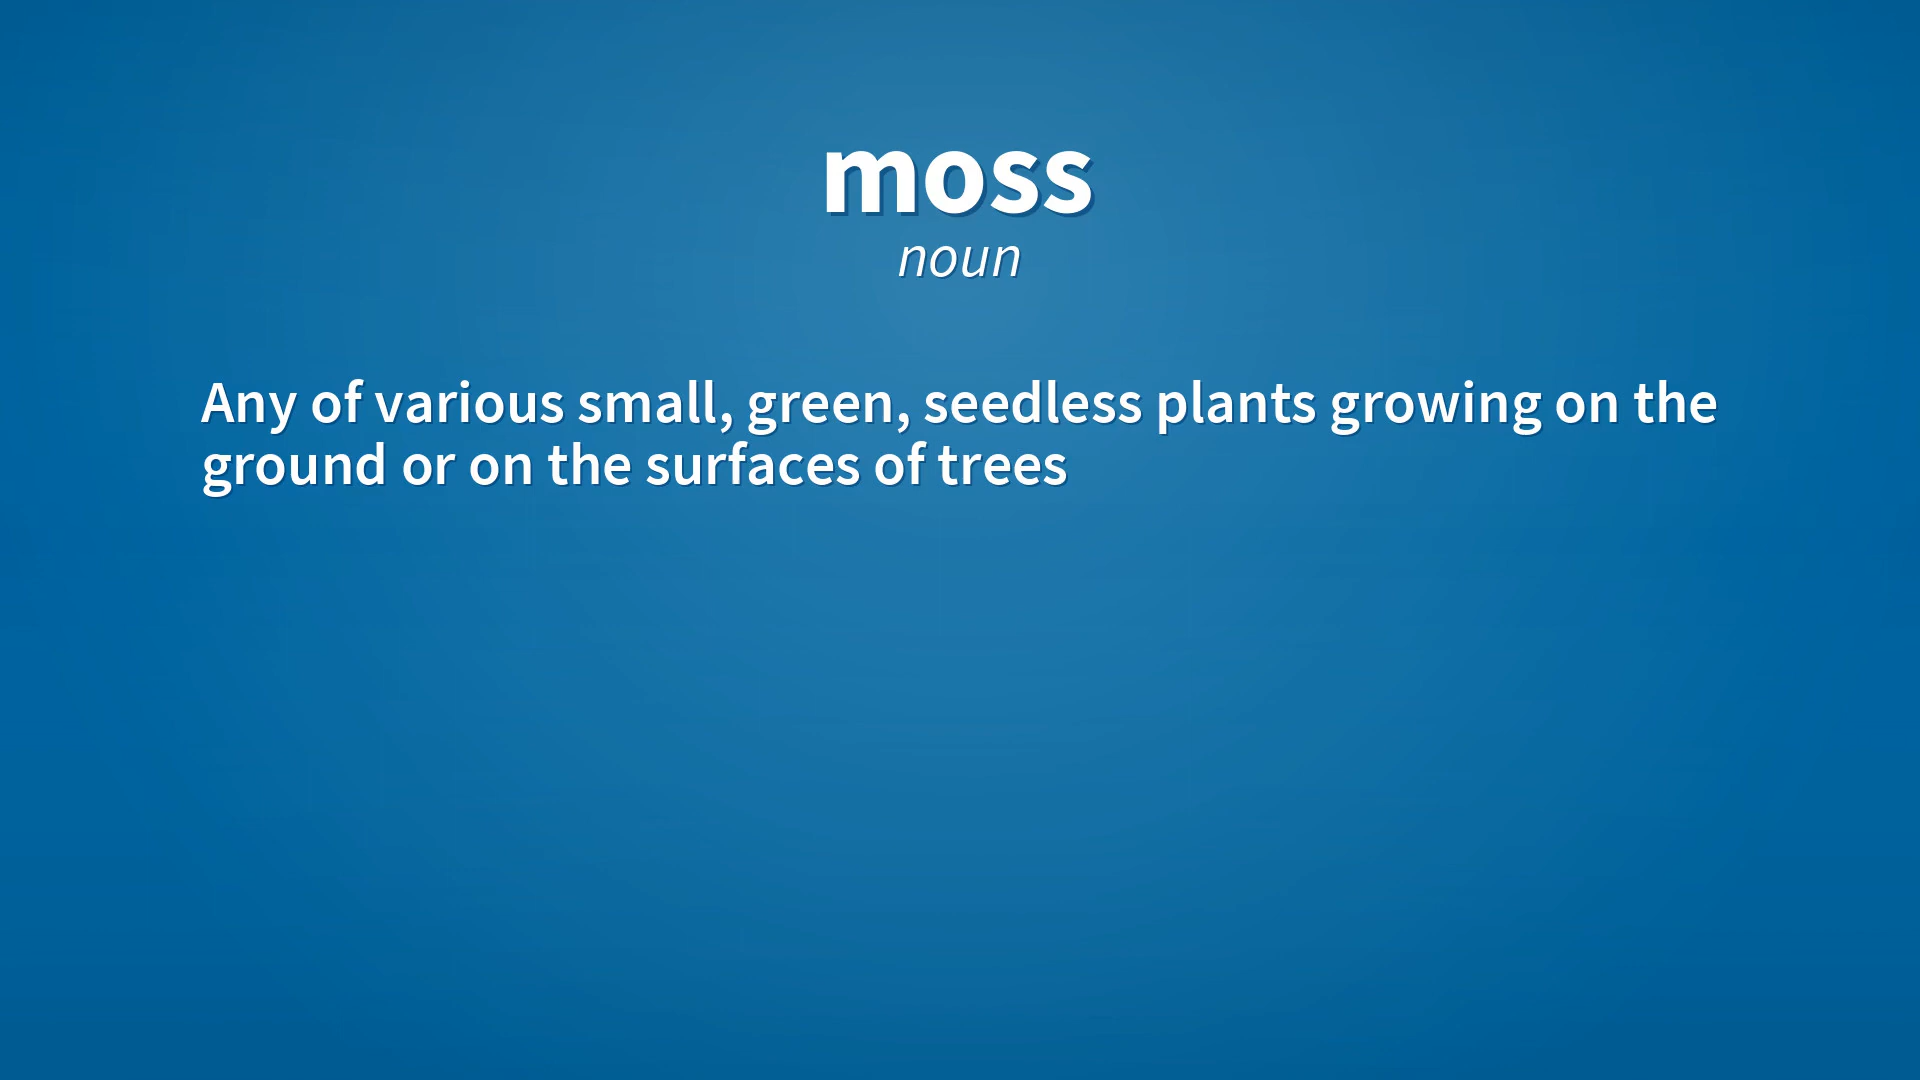 moss
noun
Any of various small, green, seedless plants growing on the
ground or on the surfaces of trees